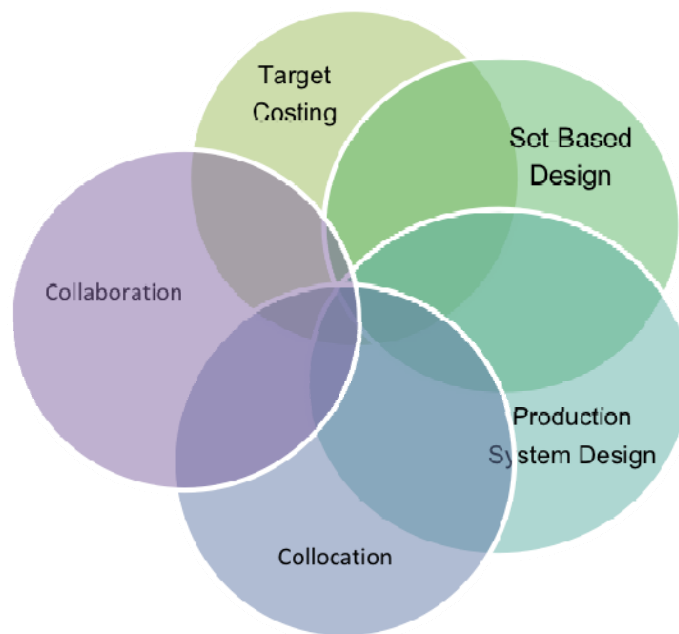 Target
Costing
Set Based
Design
Collaboration
Production
System Design
Collocation